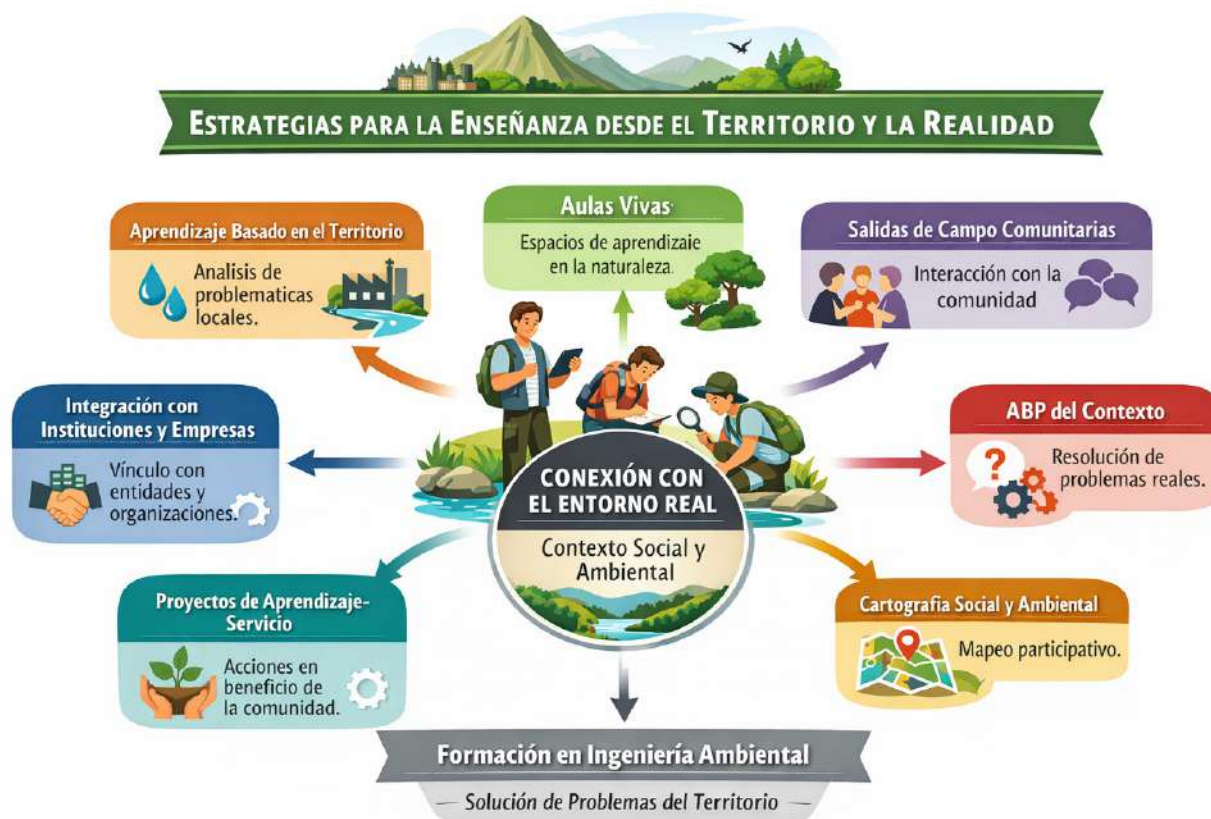 ESTRATEGIAS PARA LA ENSEÑANZA DESDE EL TERRITORIO Y LA REALIDAD
Aprendizaje Basado en el Territorio
Analisis de
problematicas
locales.
Aulas Vivas
Espacios de aprendizaje
en la naturaleza.
Salidas de Campo Comunitarias
Interacción con la
comunidad
Integración con
Instituciones y Empresas
Vínculo con
entidades y
organizaciones.
CONEXIÓN CON
EL ENTORNO REAL
Contexto Social y
Ambiental
ABP del Contexto
?
Resolución de
problemas reales.
Proyectos de Aprendizaje-
Servicio
Acciones en
beneficio de
la comunidad.
Cartografia Social y Ambiental
Mapeo participativo.
Formación en Ingeniería Ambiental
— Solución de Problemas del Territorio —